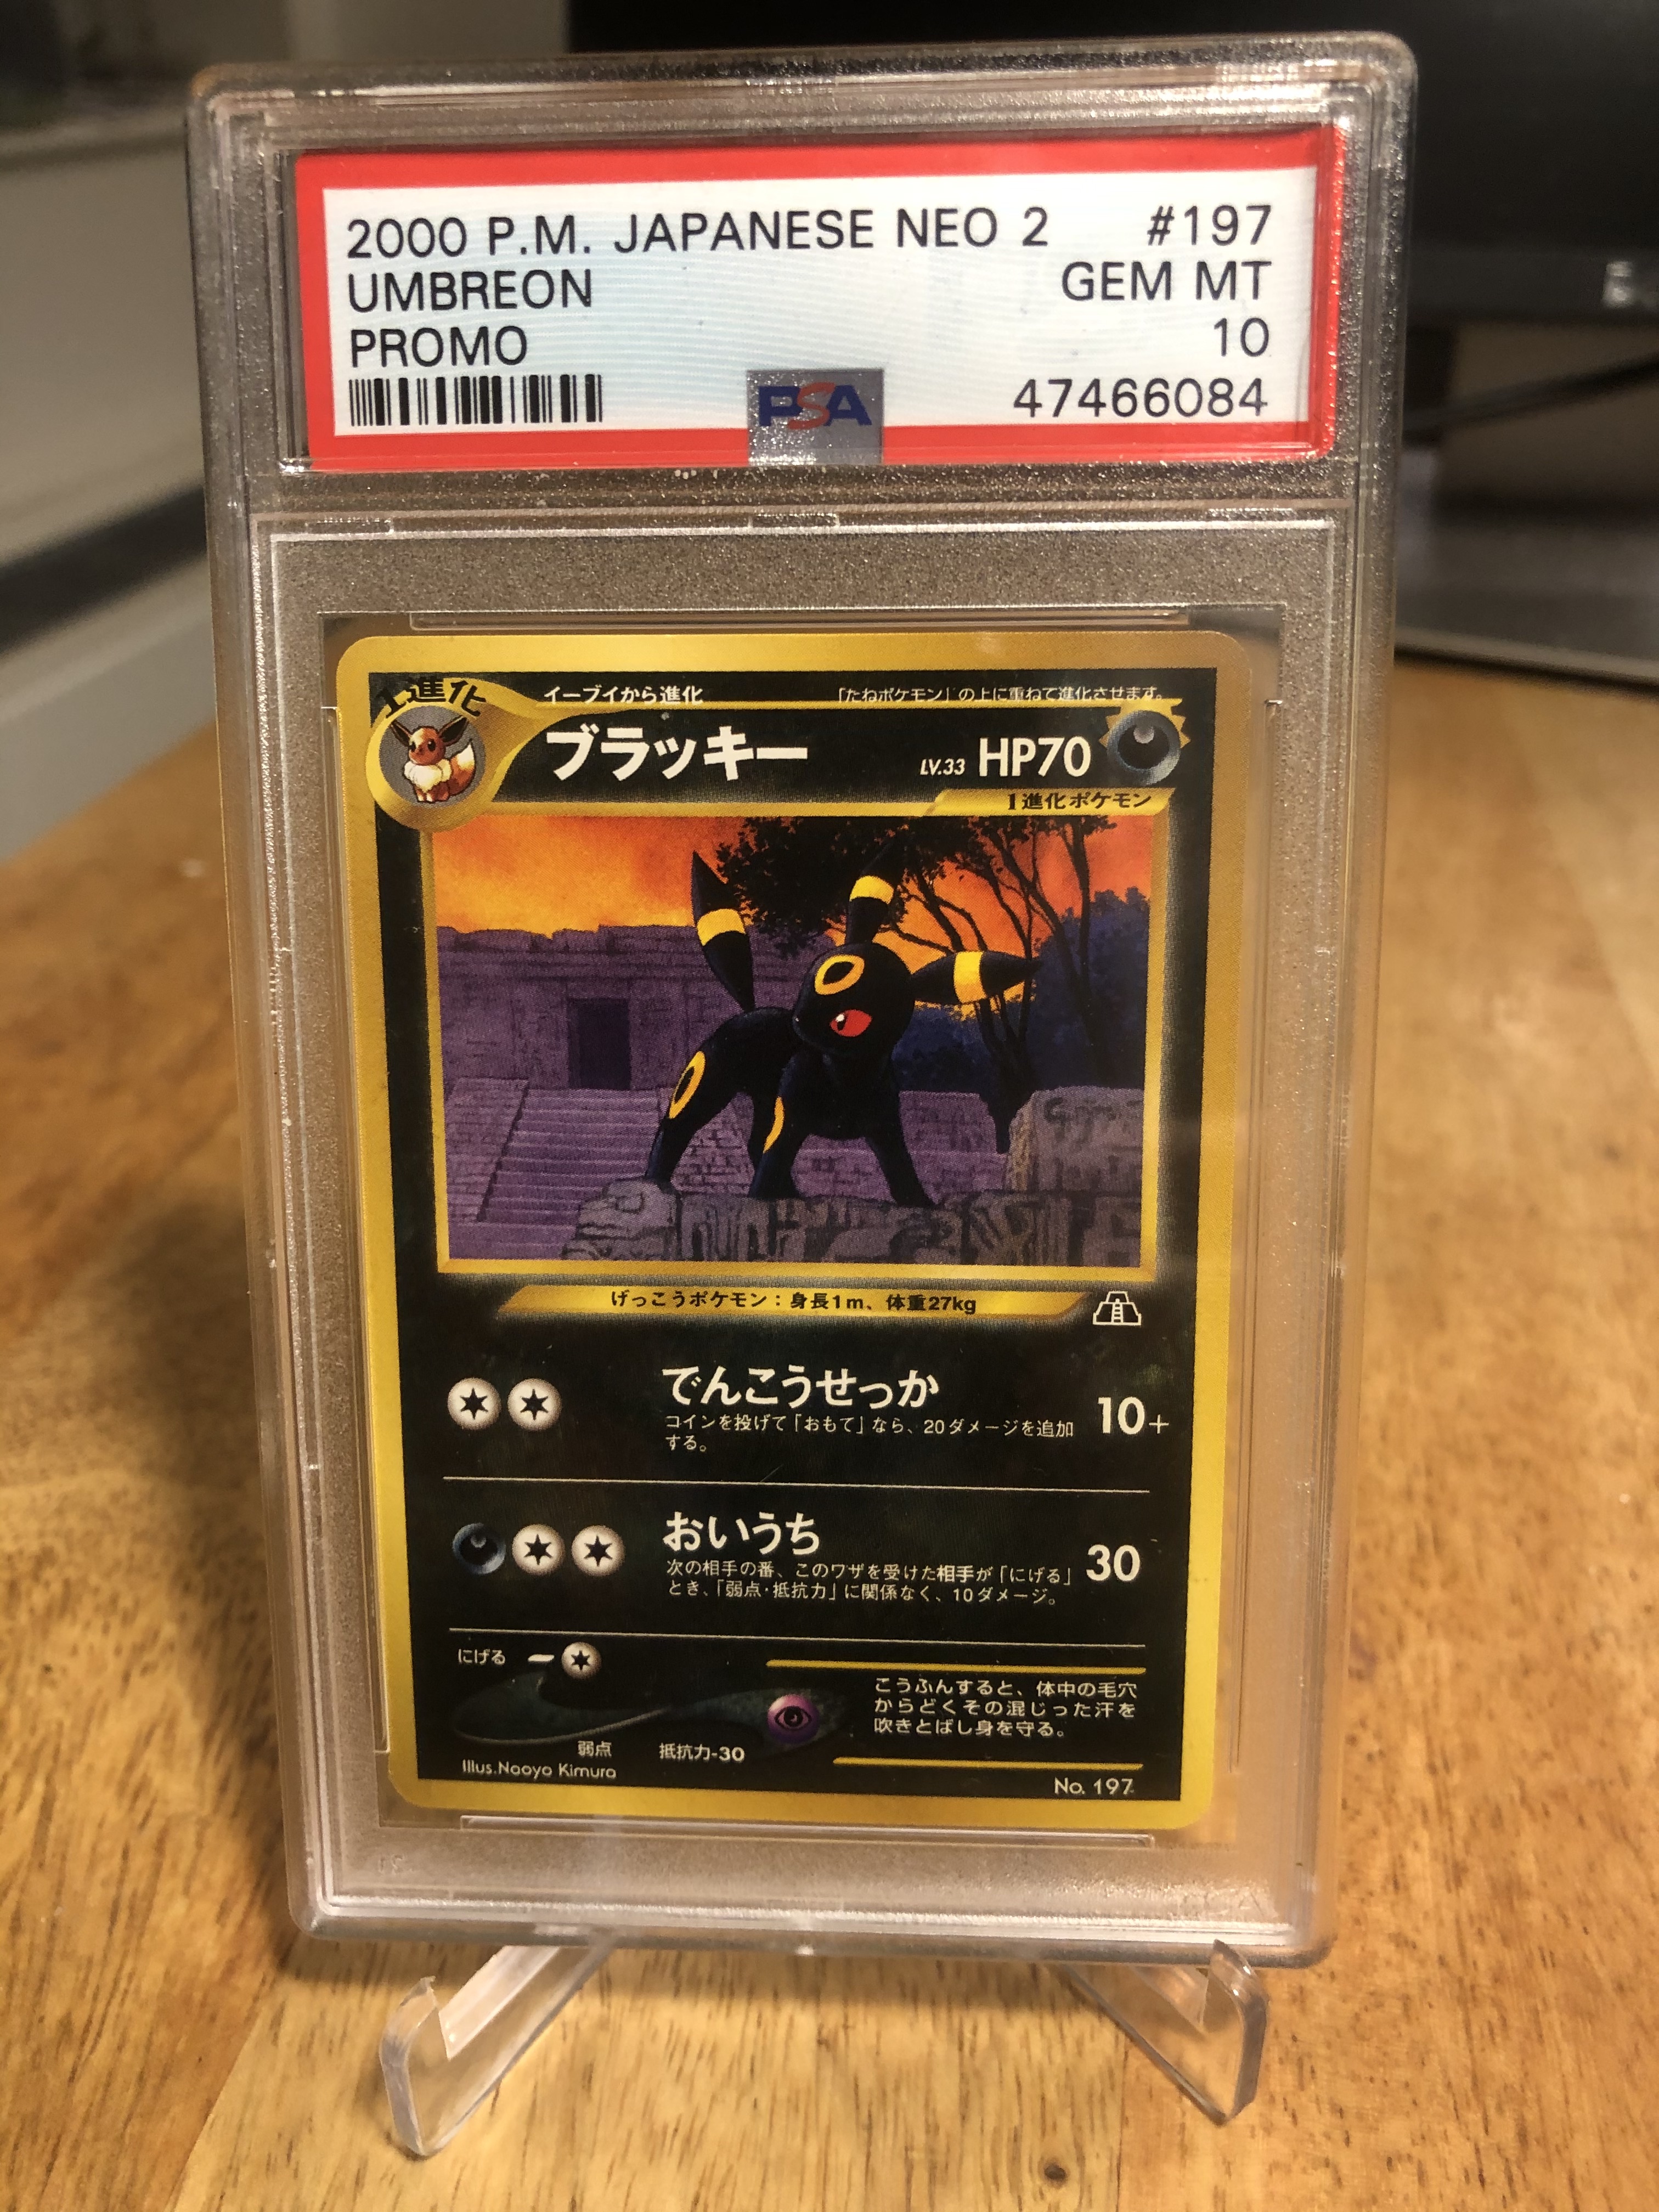 2000 P.M. JAPANESE NEO 2 #197
UMBREON GEM MT
PROMO 10
PSA 47466084
1進化
イーブイから進化 「たねポケモン」の上に重ねて進化させます。
ブラッキー LV.33 HP70
1進化ポケモン
げっこうポケモン：身長1m、体重27kg
でんこうせっか 10+
コインを投げて「おもて」なら、20ダメージを追加
する。
おいうち 30
次の相手の番、このワザを受けた相手が「にげる」
とき、「弱点・抵抗力」に関係なく、10ダメージ。
にげる
こうふんすると、体中の毛穴
からどくその混じった汗を
吹きとばし身を守る。
弱点 抵抗力-30
Illus.Naoyo Kimura
No. 197